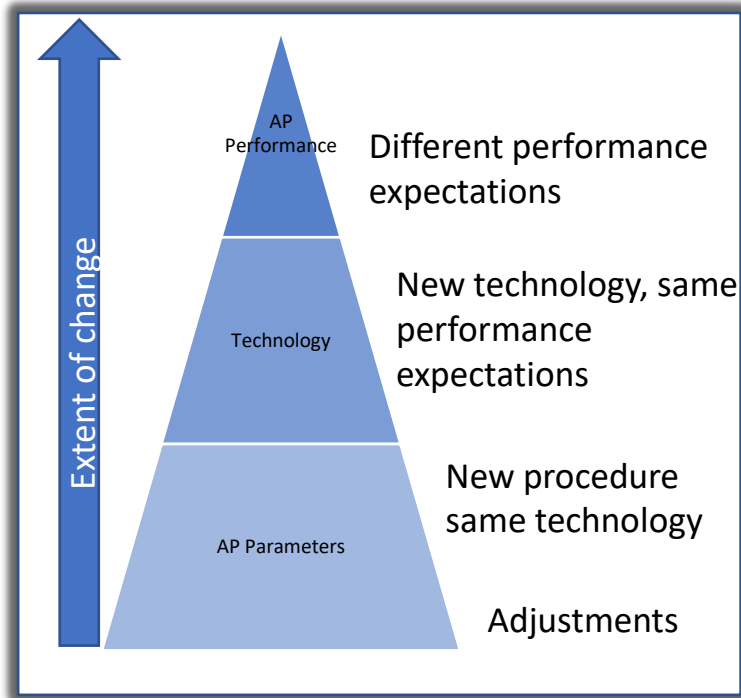 Extent of change
AP
Performance
Different performance
expectations
Technology
New technology, same
performance
expectations
AP Parameters
New procedure
same technology
Adjustments